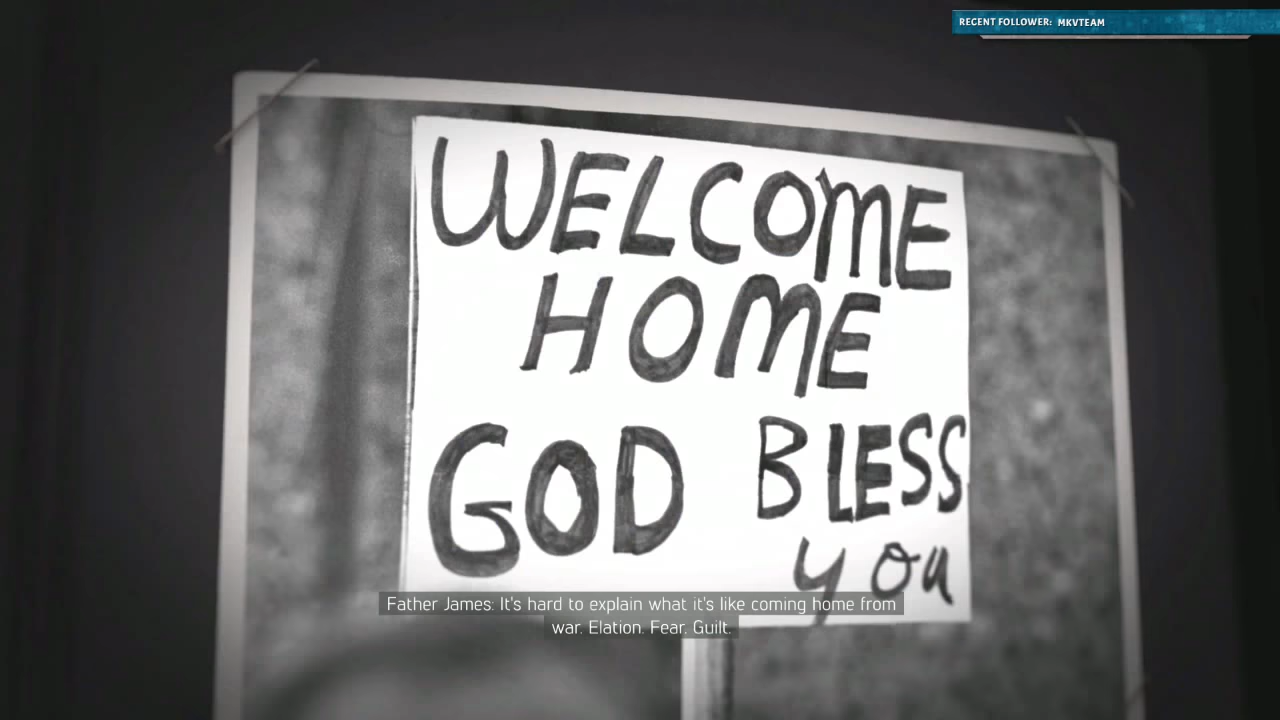 RECENT FOLLOWER: MKVTEAM
WELCOME
HOME
GOD BLESS
you
Father James: It's hard to explain what it's like coming home from
war. Elation. Fear. Guilt.